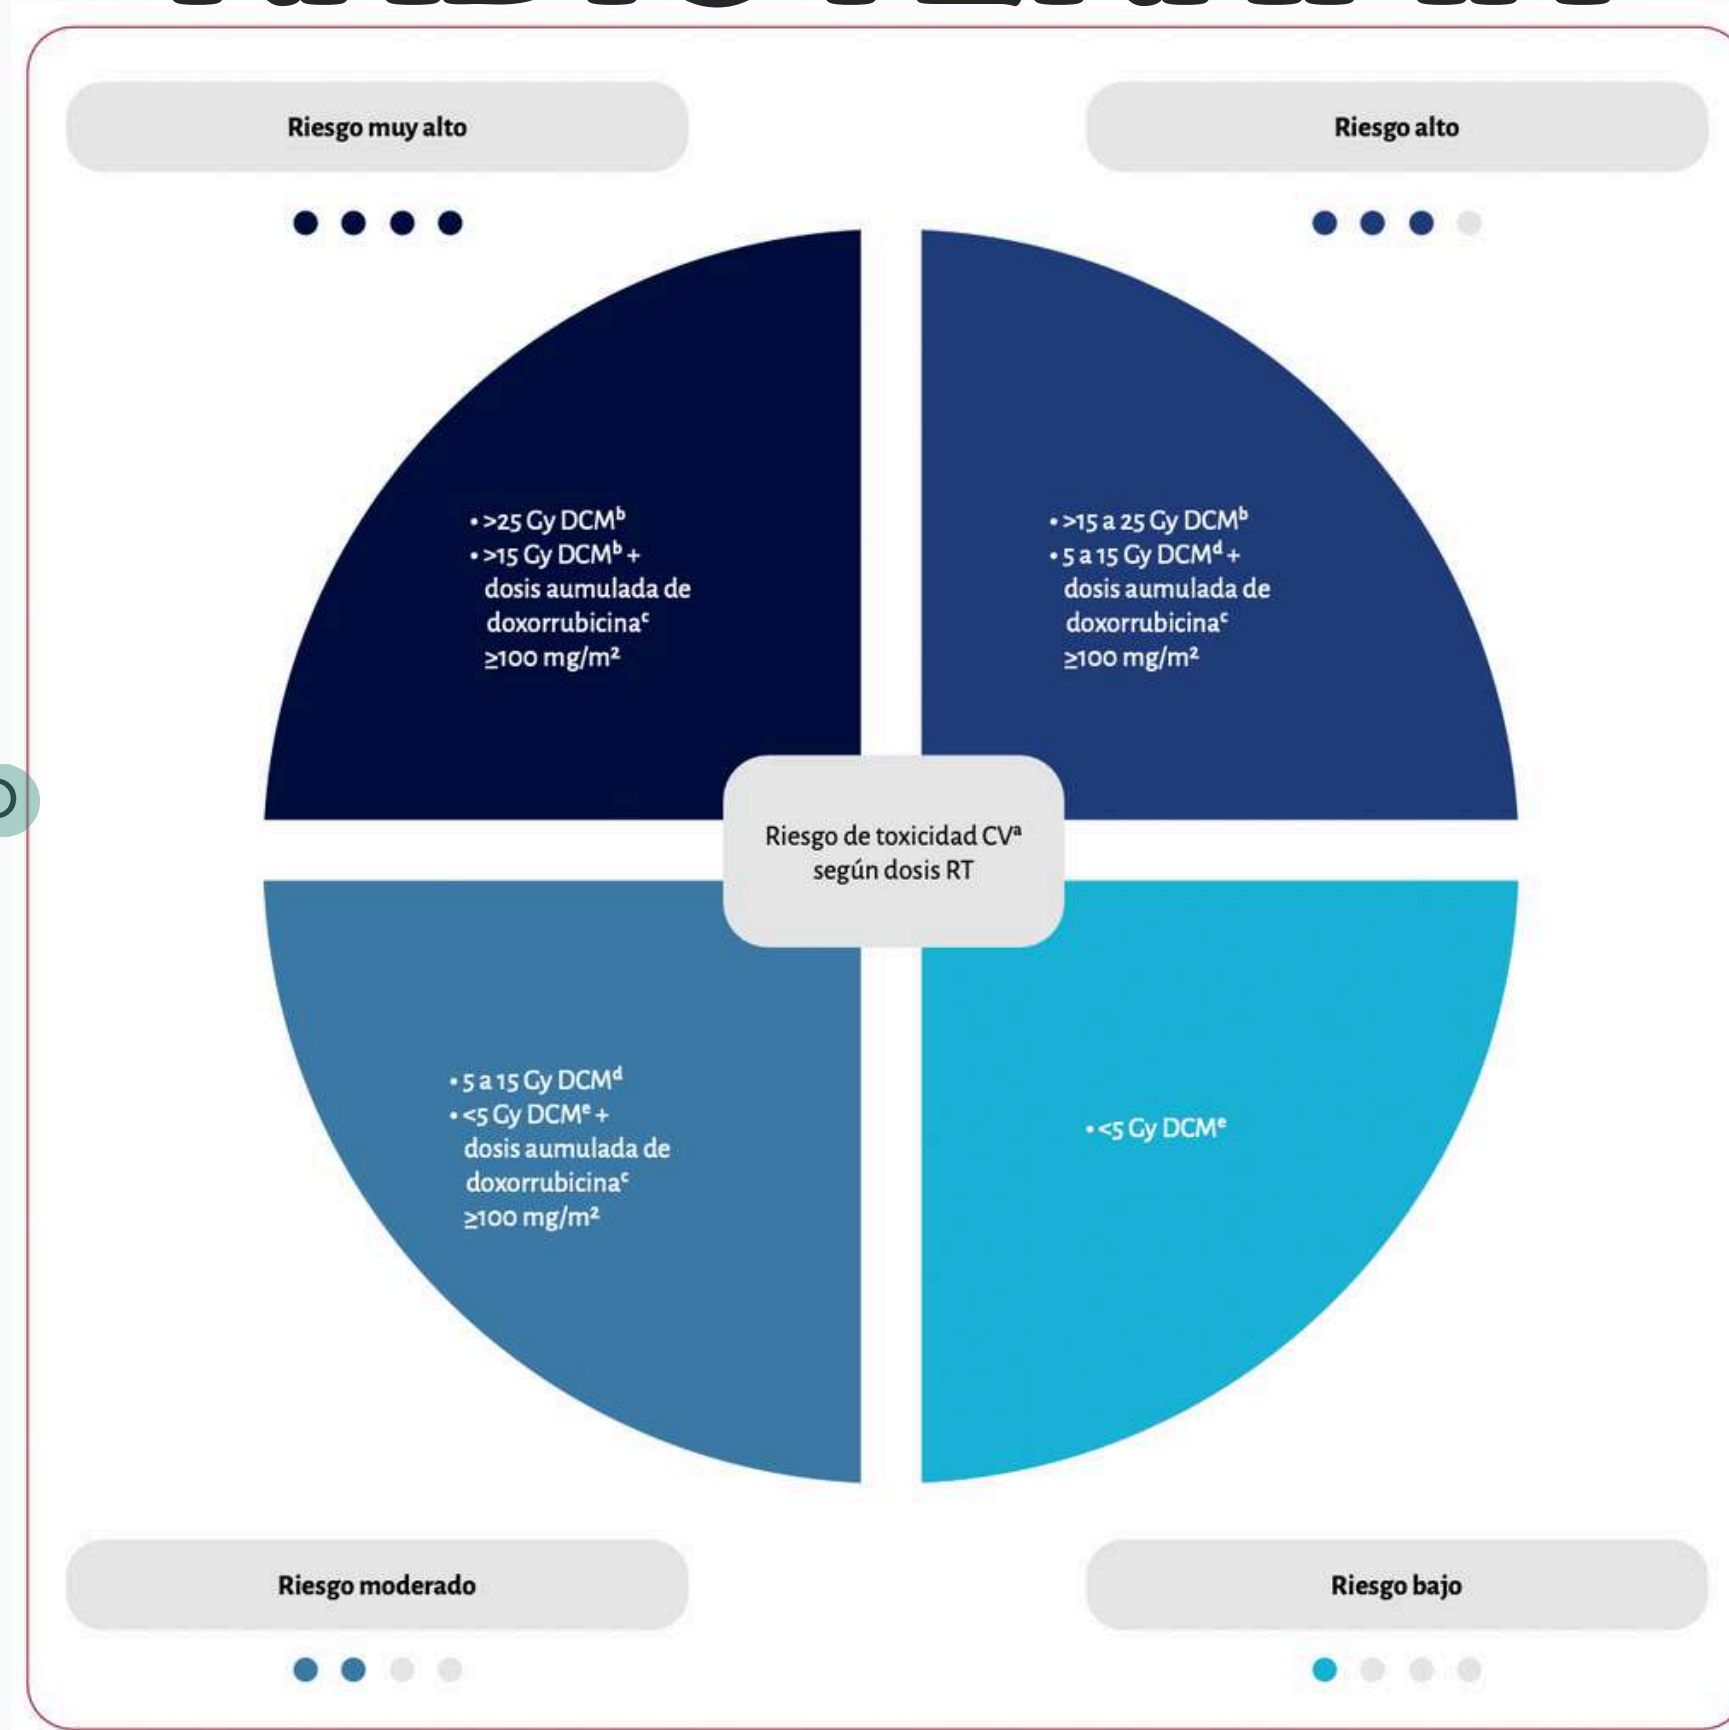 Riesgo muy alto
Riesgo alto
• >25 Gy DCMᵇ
• >15 Gy DCMᵇ +
dosis aumulada de
doxorrubicinaᶜ
≥100 mg/m²
• >15 a 25 Gy DCMᵇ
• 5 a 15 Gy DCMᵈ +
dosis aumulada de
doxorrubicinaᶜ
≥100 mg/m²
Riesgo de toxicidad CVᵃ
según dosis RT
• 5 a 15 Gy DCMᵈ
• <5 Gy DCMᵉ +
dosis aumulada de
doxorrubicinaᶜ
≥100 mg/m²
• <5 Gy DCMᵉ
Riesgo moderado
Riesgo bajo